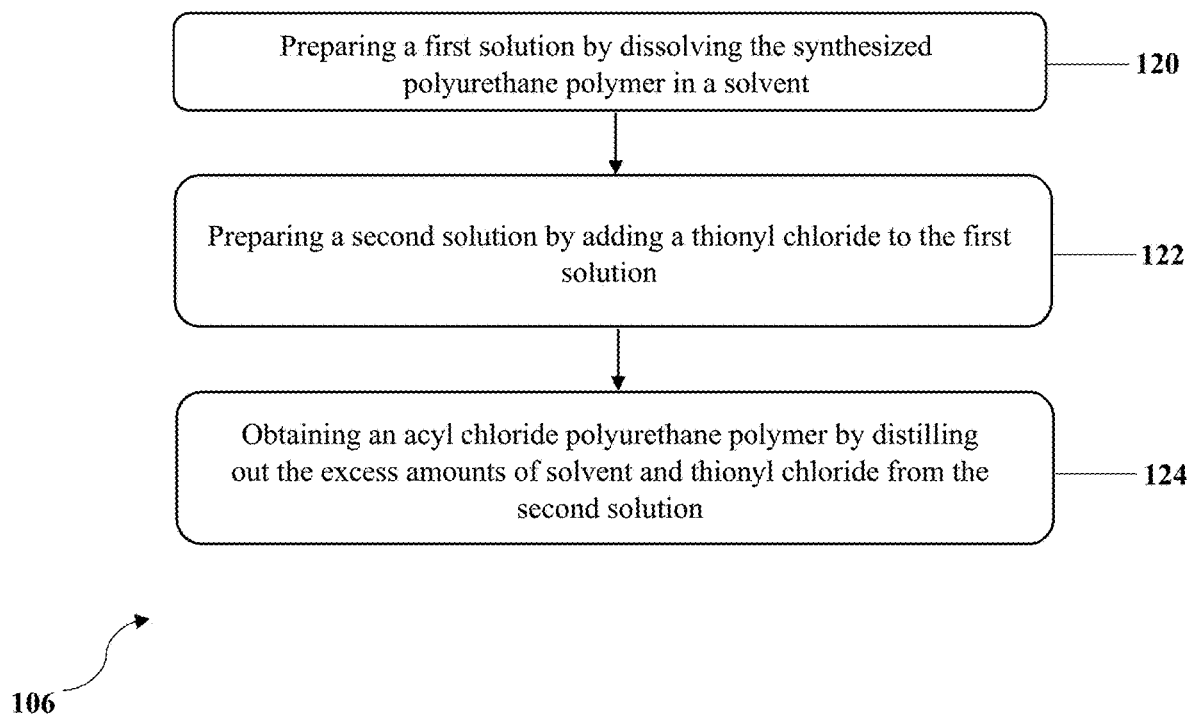 Preparing a first solution by dissolving the synthesized
polyurethane polymer in a solvent
120
Preparing a second solution by adding a thionyl chloride to the first
solution
122
Obtaining an acyl chloride polyurethane polymer by distilling
out the excess amounts of solvent and thionyl chloride from the
second solution
124
106